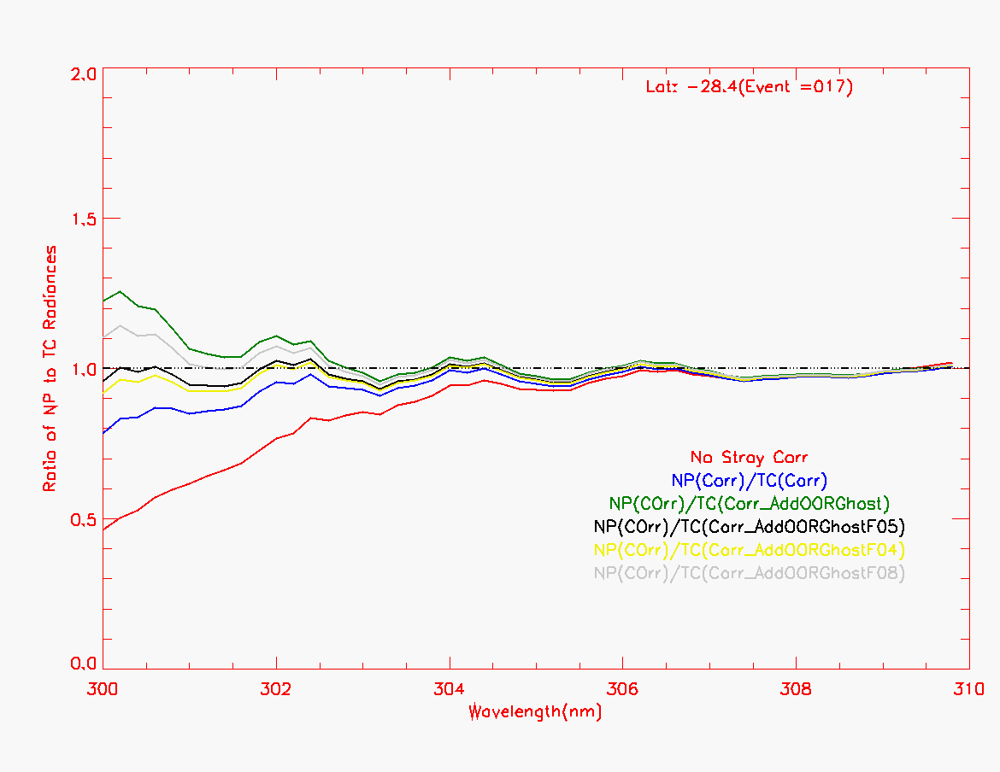 2.0
Lat: -28.4(Event =017)
1.5
1.0
0.5
0.0
Ratio of NP to TC Radiances
No Stray Corr
NP(Corr)/TC(Corr)
NP(COrr)/TC(Corr_AddOORGhost)
NP(COrr)/TC(Corr_AddOORGhostF05)
NP(COrr)/TC(Corr_AddOORGhostF04)
NP(COrr)/TC(Corr_AddOORGhostF08)
300 302 304 306 308 310
Wavelength(nm)